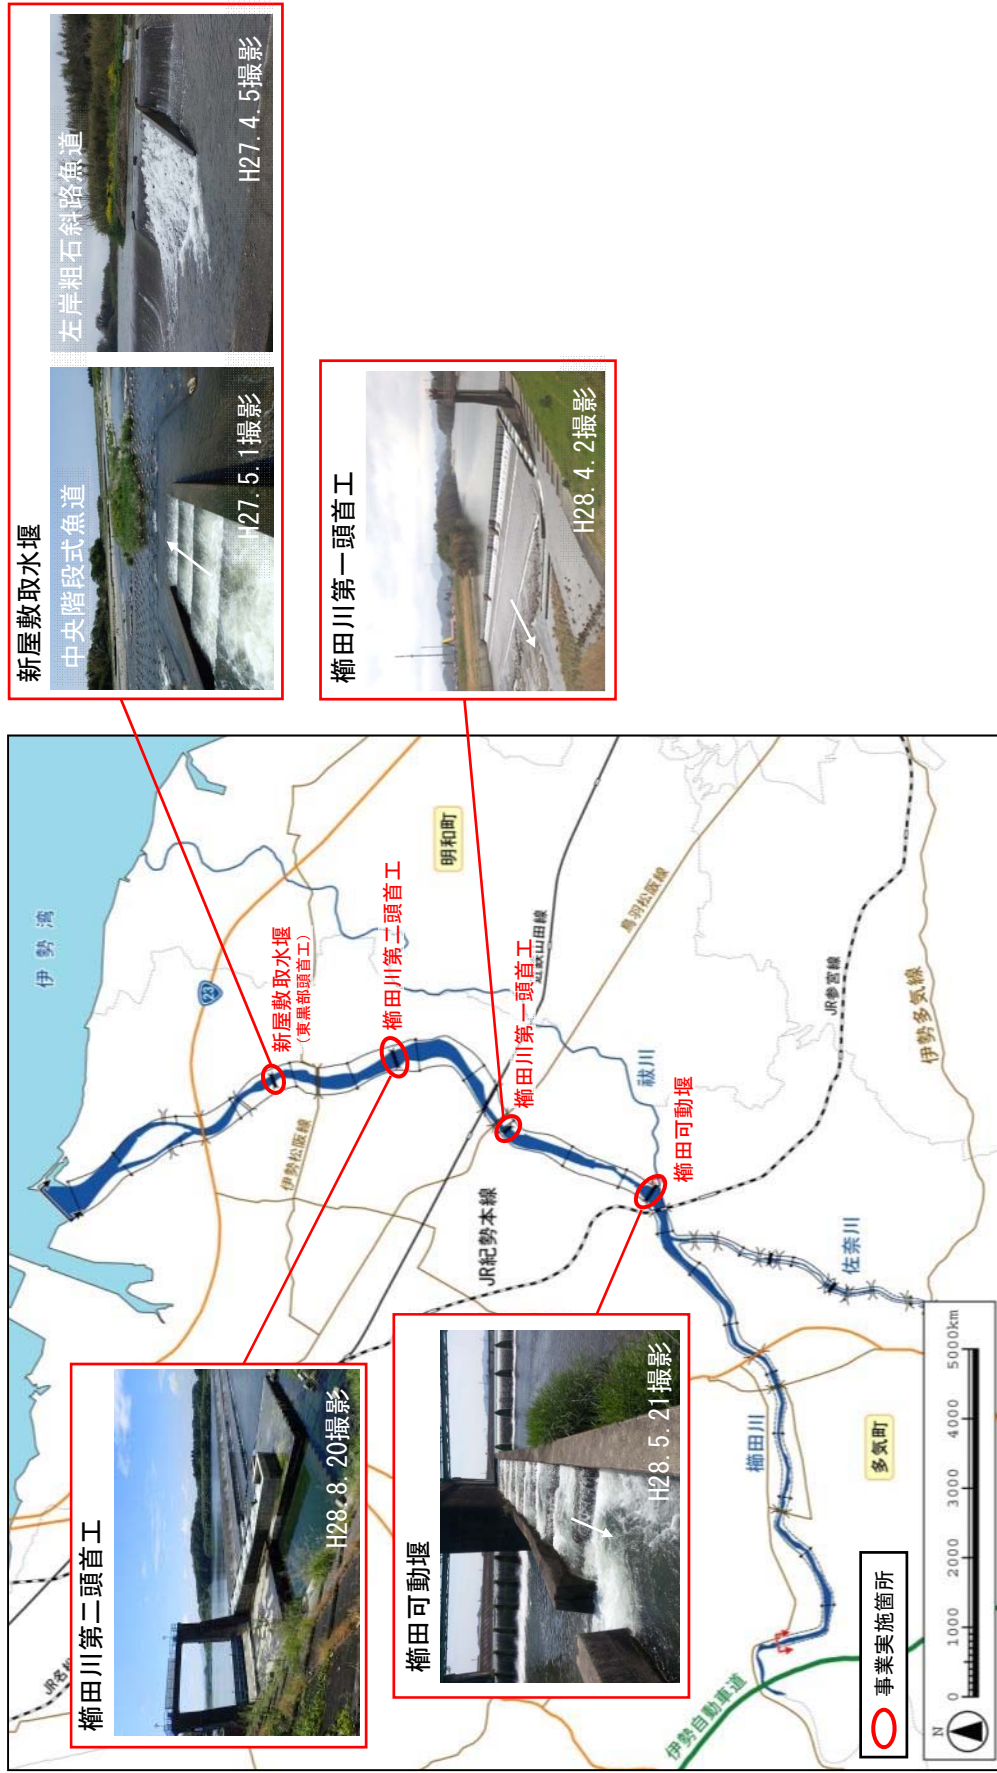 櫛田川第二頭首工
H28.8.20撮影
櫛田可動堰
H28.5.21撮影
新屋敷取水堰
中央階段式魚道
H27.5.1撮影
左岸粗石斜路魚道
H27.4.5撮影
櫛田川第一頭首工
H28.4.2撮影
伊勢湾
23
新屋敷取水堰
(東黒部頭首工)
櫛田川第二頭首工
明和町
伊勢松阪線
櫛田川第一頭首工
山田線
鳥羽松阪線
JR紀勢本線
祓川
櫛田可動堰
JR参宮線
伊勢多気線
佐奈川
櫛田川
多気町
伊勢自動車道
JR名松
事業実施箇所
N
0 1000 2000 3000 4000 5000km